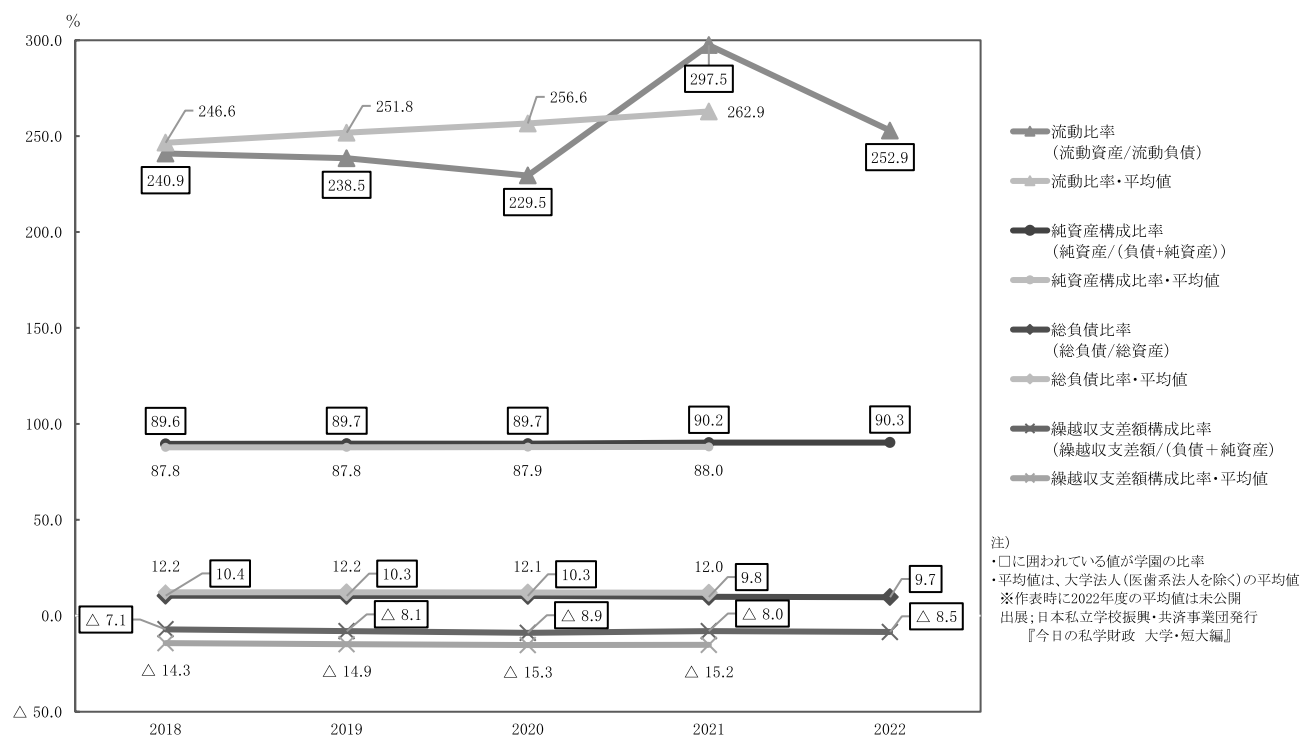 %
300.0
250.0
200.0
150.0
100.0
50.0
0.0
△ 50.0
246.6
251.8
256.6
262.9
240.9
238.5
229.5
297.5
252.9
89.6
89.7
89.7
90.2
90.3
87.8
87.8
87.9
88.0
12.2
12.2
12.1
12.0
10.4
10.3
10.3
9.8
9.7
△ 7.1
△ 8.1
△ 8.9
△ 8.0
△ 8.5
△ 14.3
△ 14.9
△ 15.3
△ 15.2
2018
2019
2020
2021
2022
流動比率
（流動資産/流動負債）
流動比率・平均値
純資産構成比率
（純資産/（負債+純資産））
純資産構成比率・平均値
総負債比率
（総負債/総資産）
総負債比率・平均値
繰越収支差額構成比率
（繰越収支差額/（負債＋純資産）
繰越収支差額構成比率・平均値
注）
・□に囲われている値が学園の比率
・平均値は、大学法人（医歯系法人を除く）の平均値
※作表時に2022年度の平均値は未公開
出展；日本私立学校振興・共済事業団発行
『今日の私学財政　大学・短大編』